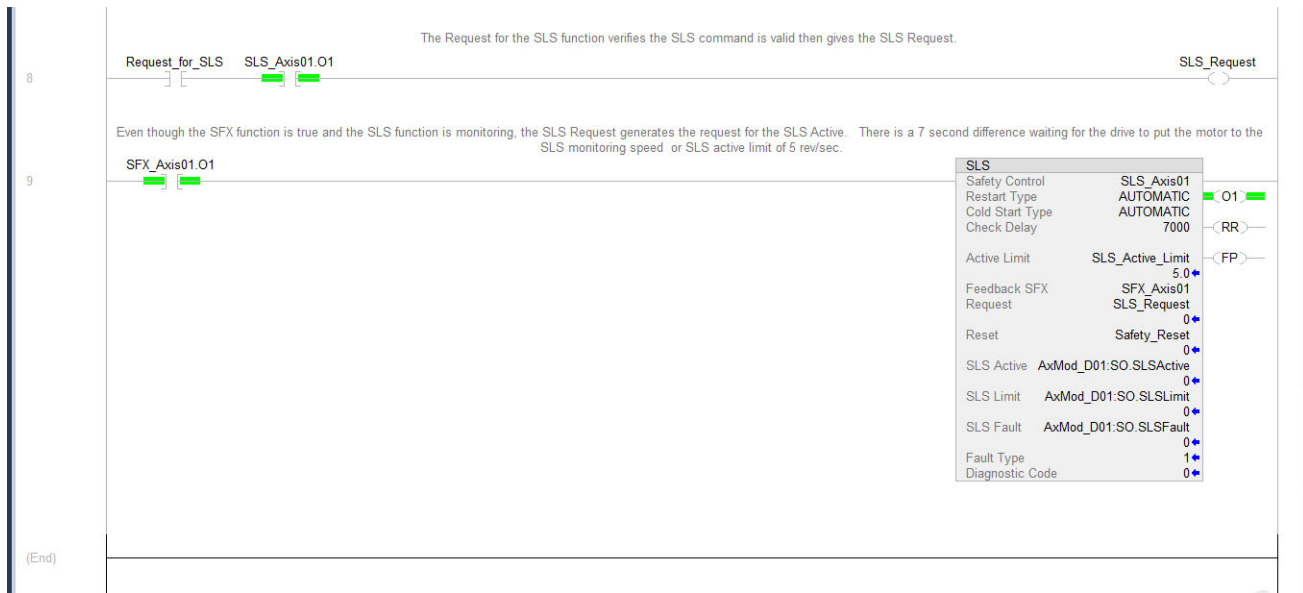 The Request for the SLS function verifies the SLS command is valid then gives the SLS Request.
Request_for_SLS SLS_Axis01.O1 SLS_Request
8
Even though the SFX function is true and the SLS function is monitoring, the SLS Request generates the request for the SLS Active. There is a 7 second difference waiting for the drive to put the motor to the
SLS monitoring speed or SLS active limit of 5 rev/sec.
SFX_Axis01.O1
9
SLS
Safety Control SLS_Axis01
Restart Type AUTOMATIC O1
Cold Start Type AUTOMATIC
Check Delay 7000 RR
Active Limit SLS_Active_Limit FP
5.0
Feedback SFX SFX_Axis01
Request SLS_Request
0
Reset Safety_Reset
0
SLS Active AxMod_D01:SO.SLSActive
0
SLS Limit AxMod_D01:SO.SLSLimit
0
SLS Fault AxMod_D01:SO.SLSFault
0
Fault Type 1
Diagnostic Code 0
(End)